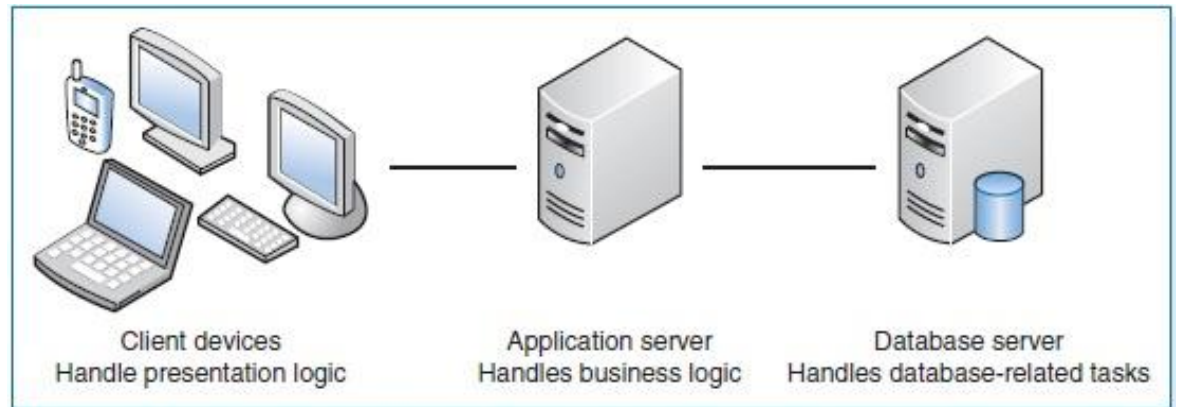 Client devices
Handle presentation logic
Application server
Handles business logic
Database server
Handles database-related tasks